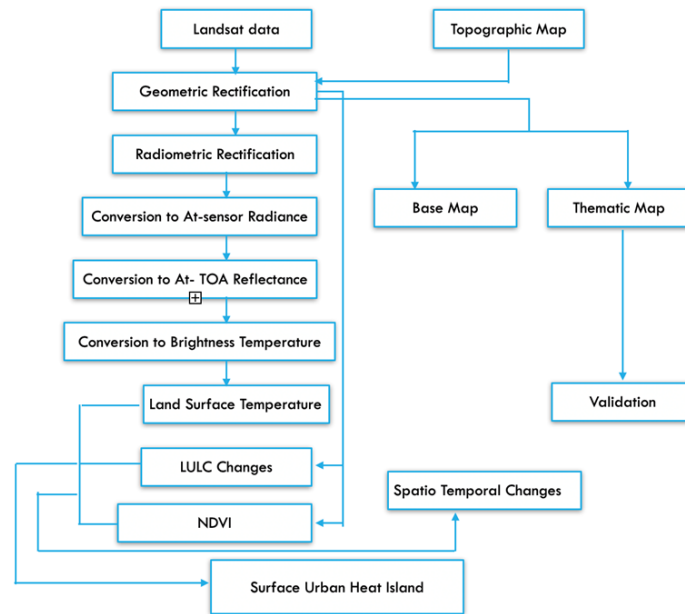 Landsat data
Topographic Map
Geometric Rectification
Radiometric Rectification
Base Map
Thematic Map
Conversion to At-sensor Radiance
Conversion to At- TOA Reflectance
Conversion to Brightness Temperature
Land Surface Temperature
Validation
LULC Changes
Spatio Temporal Changes
NDVI
Surface Urban Heat Island